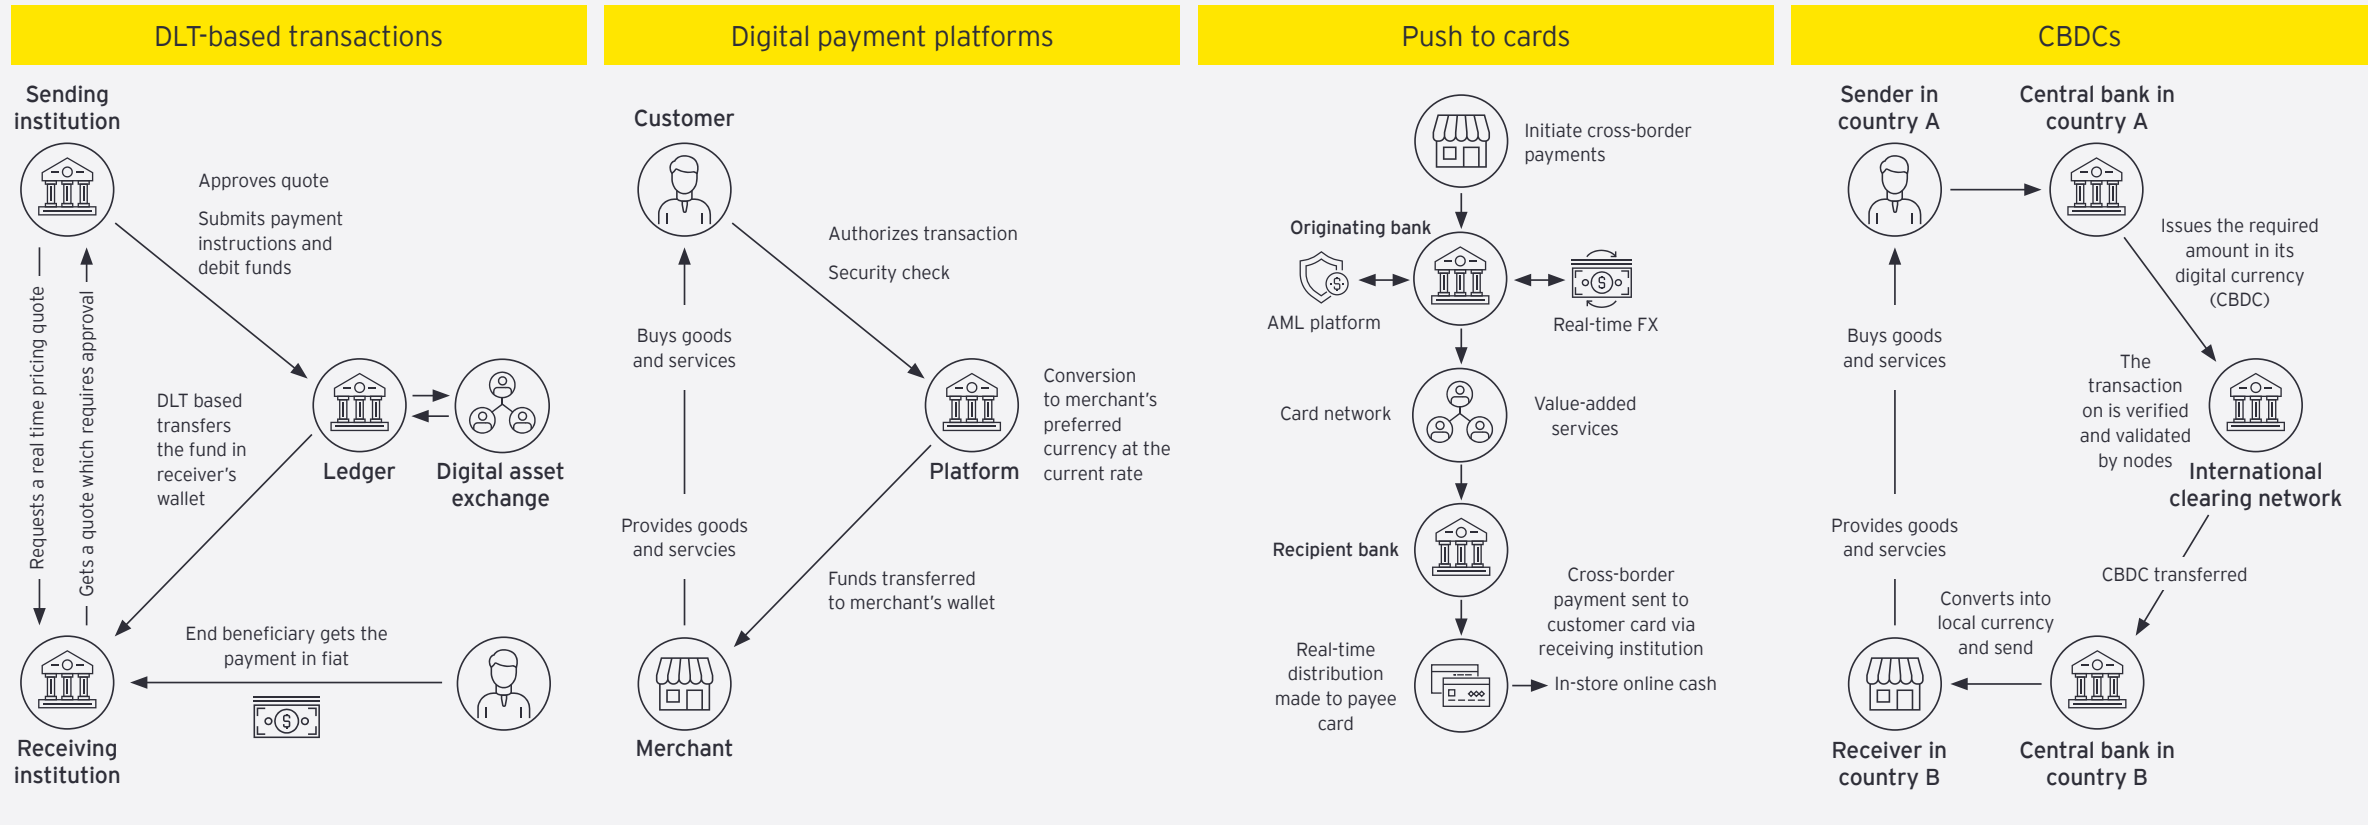 DLT-based transactions
Sending
institution
Approves quote
Submits payment
instructions and
debit funds
Requests a real time pricing quote
Gets a quote which requires approval
DLT based
transfers
the fund in
receiver's
wallet
Ledger
Digital asset
exchange
End beneficiary gets the
payment in fiat
Receiving
institution
Digital payment platforms
Customer
Authorizes transaction
Security check
Buys goods
and services
Conversion
to merchant's
preferred
currency at the
current rate
Platform
Provides goods
and servcies
Funds transferred
to merchant's wallet
Merchant
Push to cards
Initiate cross-border
payments
Originating bank
AML platform
Real-time FX
Card network
Value-added
services
Recipient bank
Cross-border
payment sent to
customer card via
receiving institution
Real-time
distribution
made to payee
card
In-store online cash
CBDCs
Sender in
country A
Central bank in
country A
Issues the required
amount in its
digital currency
(CBDC)
Buys goods
and services
The
transaction
on is verified
and validated
by nodes
International
clearing network
Provides goods
and servcies
CBDC transferred
Converts into
local currency
and send
Receiver in
country B
Central bank in
country B